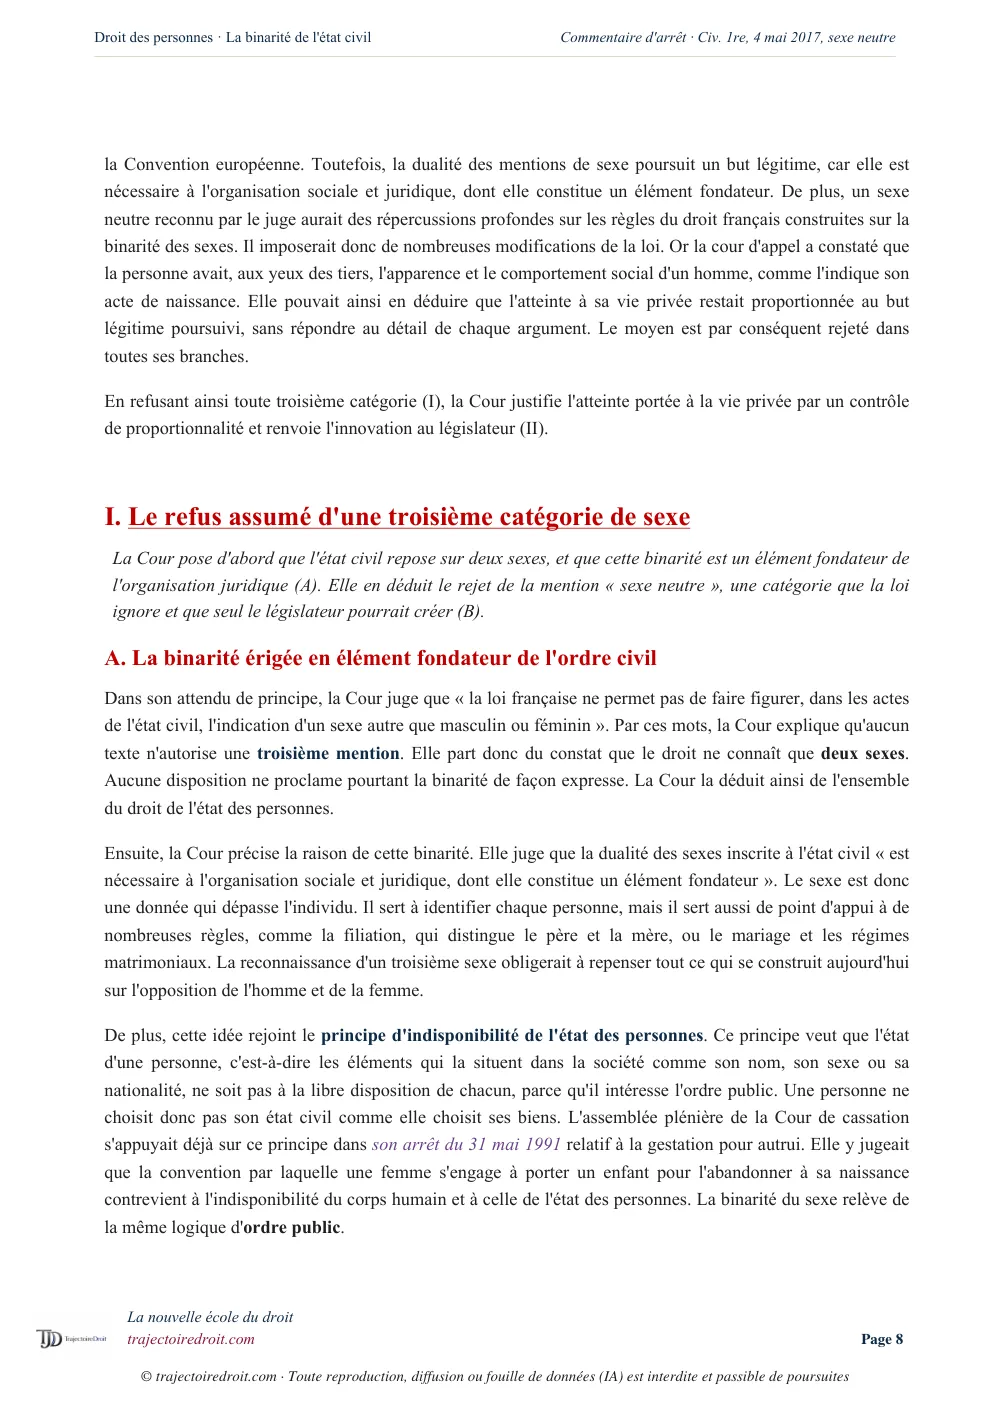 Droit des personnes · La binarité de l'état civil
Commentaire d'arrêt · Civ. 1re, 4 mai 2017, sexe neutre
la Convention européenne. Toutefois, la dualité des mentions de sexe poursuit un but légitime, car elle est
nécessaire à l'organisation sociale et juridique, dont elle constitue un élément fondateur. De plus, un sexe
neutre reconnu par le juge aurait des répercussions profondes sur les règles du droit français construites sur la
binarité des sexes. Il imposerait donc de nombreuses modifications de la loi. Or la cour d'appel a constaté que
la personne avait, aux yeux des tiers, l'apparence et le comportement social d'un homme, comme l'indique son
acte de naissance. Elle pouvait ainsi en déduire que l'atteinte à sa vie privée restait proportionnée au but
légitime poursuivi, sans répondre au détail de chaque argument. Le moyen est par conséquent rejeté dans
toutes ses branches.
En refusant ainsi toute troisième catégorie (I), la Cour justifie l'atteinte portée à la vie privée par un contrôle
de proportionnalité et renvoie l'innovation au législateur (II).
I. Le refus assumé d'une troisième catégorie de sexe
La Cour pose d'abord que l'état civil repose sur deux sexes, et que cette binarité est un élément fondateur de
l'organisation juridique (A). Elle en déduit le rejet de la mention « sexe neutre », une catégorie que la loi
ignore et que seul le législateur pourrait créer (B).
A. La binarité érigée en élément fondateur de l'ordre civil
Dans son attendu de principe, la Cour juge que « la loi française ne permet pas de faire figurer, dans les actes
de l'état civil, l'indication d'un sexe autre que masculin ou féminin ». Par ces mots, la Cour explique qu'aucun
texte n'autorise une troisième mention. Elle part donc du constat que le droit ne connaît que deux sexes.
Aucune disposition ne proclame pourtant la binarité de façon expresse. La Cour la déduit ainsi de l'ensemble
du droit de l'état des personnes.
Ensuite, la Cour précise la raison de cette binarité. Elle juge que la dualité des sexes inscrite à l'état civil « est
nécessaire à l'organisation sociale et juridique, dont elle constitue un élément fondateur ». Le sexe est donc
une donnée qui dépasse l'individu. Il sert à identifier chaque personne, mais il sert aussi de point d'appui à de
nombreuses règles, comme la filiation, qui distingue le père et la mère, ou le mariage et les régimes
matrimoniaux. La reconnaissance d'un troisième sexe obligerait à repenser tout ce qui se construit aujourd'hui
sur l'opposition de l'homme et de la femme.
De plus, cette idée rejoint le principe d'indisponibilité de l'état des personnes. Ce principe veut que l'état
d'une personne, c'est-à-dire les éléments qui la situent dans la société comme son nom, son sexe ou sa
nationalité, ne soit pas à la libre disposition de chacun, parce qu'il intéresse l'ordre public. Une personne ne
choisit donc pas son état civil comme elle choisit ses biens. L'assemblée plénière de la Cour de cassation
s'appuyait déjà sur ce principe dans son arrêt du 31 mai 1991 relatif à la gestation pour autrui. Elle y jugeait
que la convention par laquelle une femme s'engage à porter un enfant pour l'abandonner à sa naissance
contrevient à l'indisponibilité du corps humain et à celle de l'état des personnes. La binarité du sexe relève de
la même logique d'ordre public.
La nouvelle école du droit
TJD TrajectoireDroit
trajectoiredroit.com
Page 8
© trajectoiredroit.com · Toute reproduction, diffusion ou fouille de données (IA) est interdite et passible de poursuites